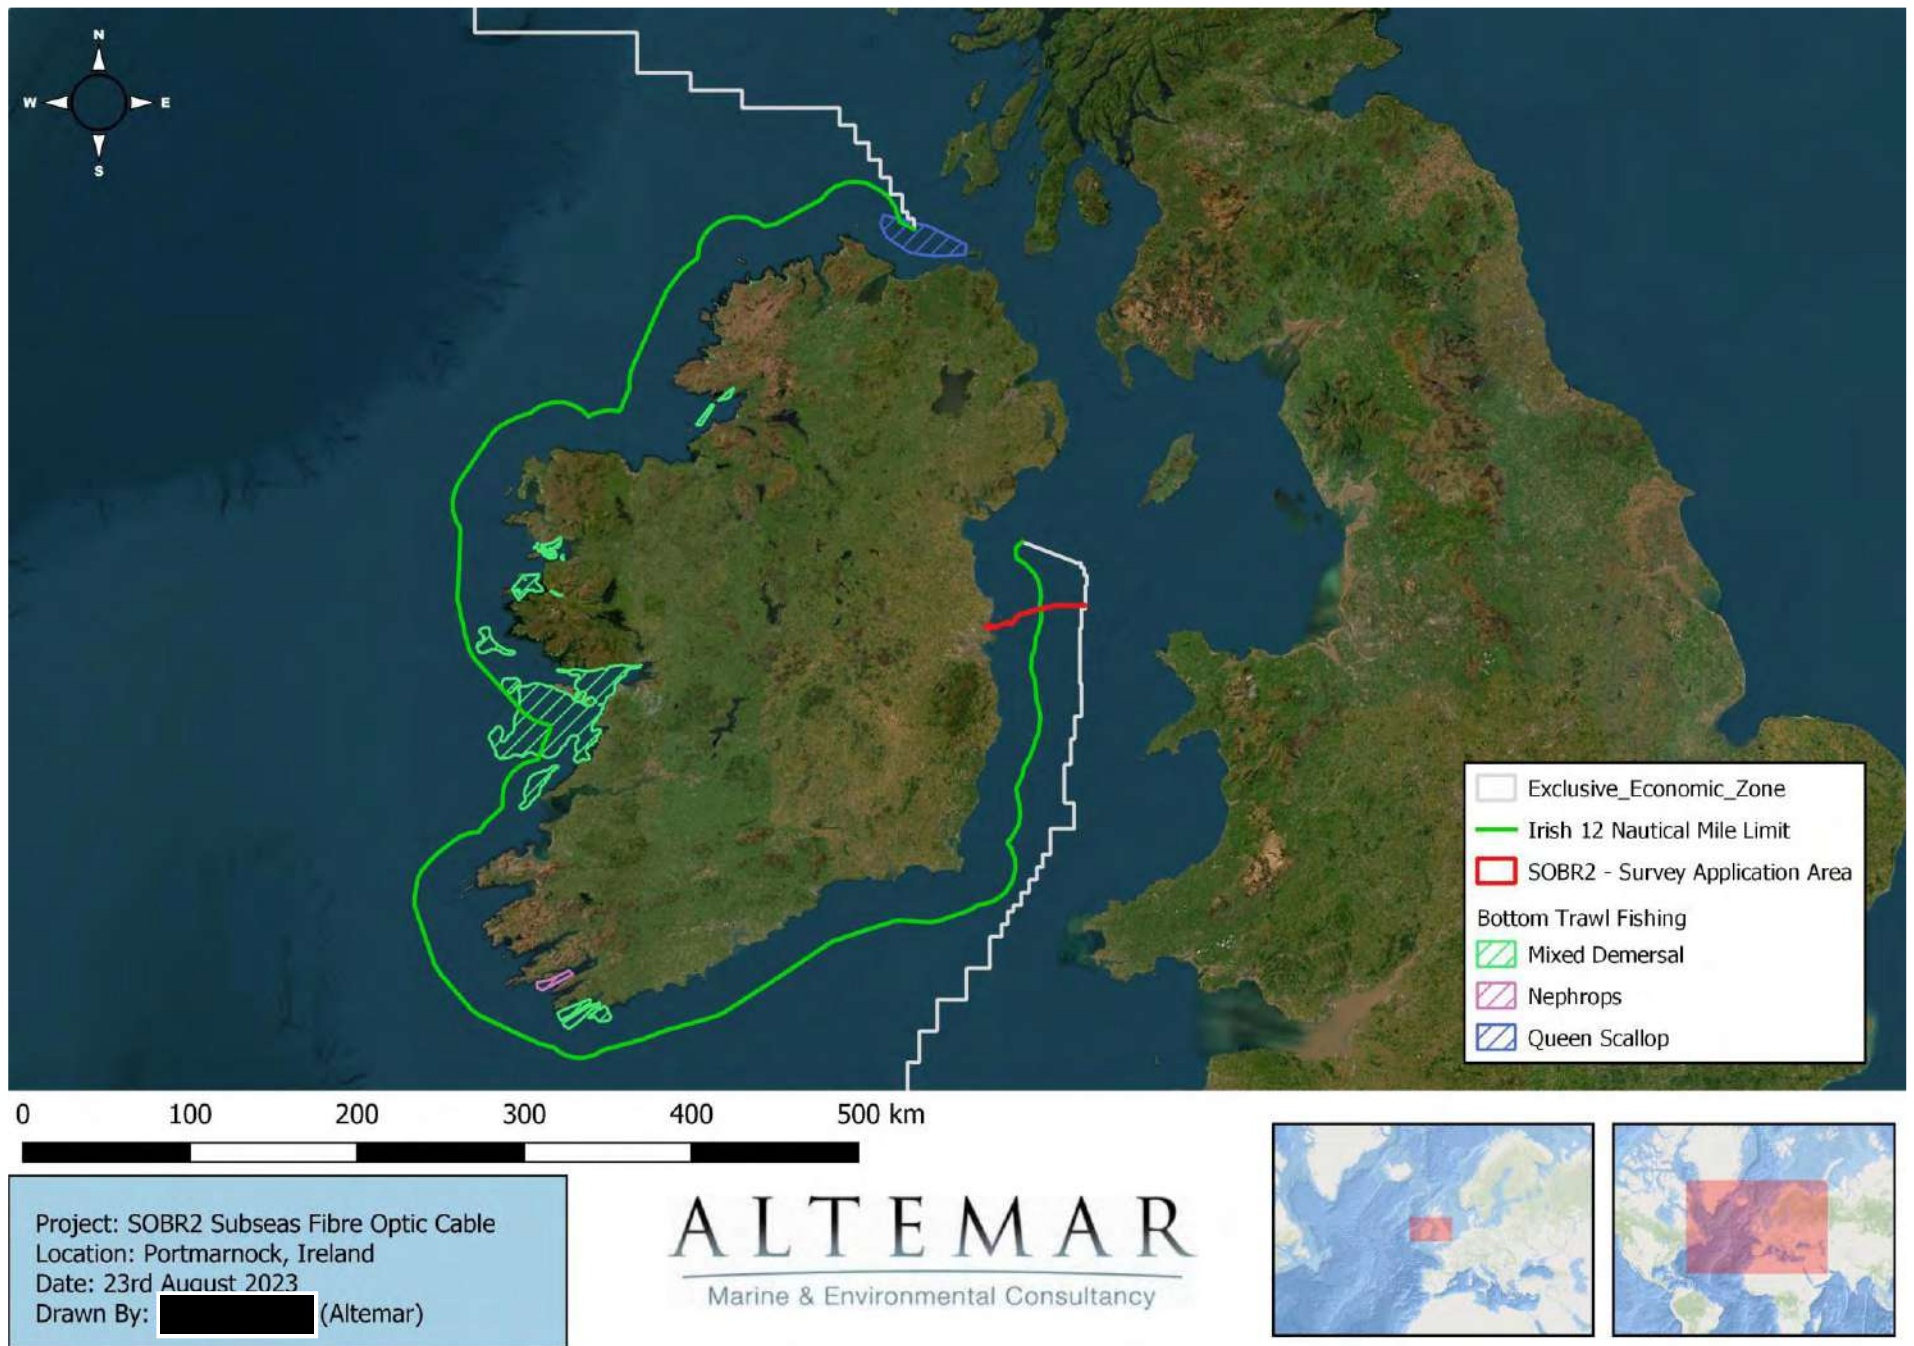 N
W E
S
Exclusive_Economic_Zone
Irish 12 Nautical Mile Limit
SOBR2 - Survey Application Area
Bottom Trawl Fishing
Mixed Demersal
Nephrops
Queen Scallop
0 100 200 300 400 500 km
Project: SOBR2 Subseas Fibre Optic Cable
Location: Portmarnock, Ireland
Date: 23rd August 2023
Drawn By: (Altemar)
ALTEMAR
Marine & Environmental Consultancy